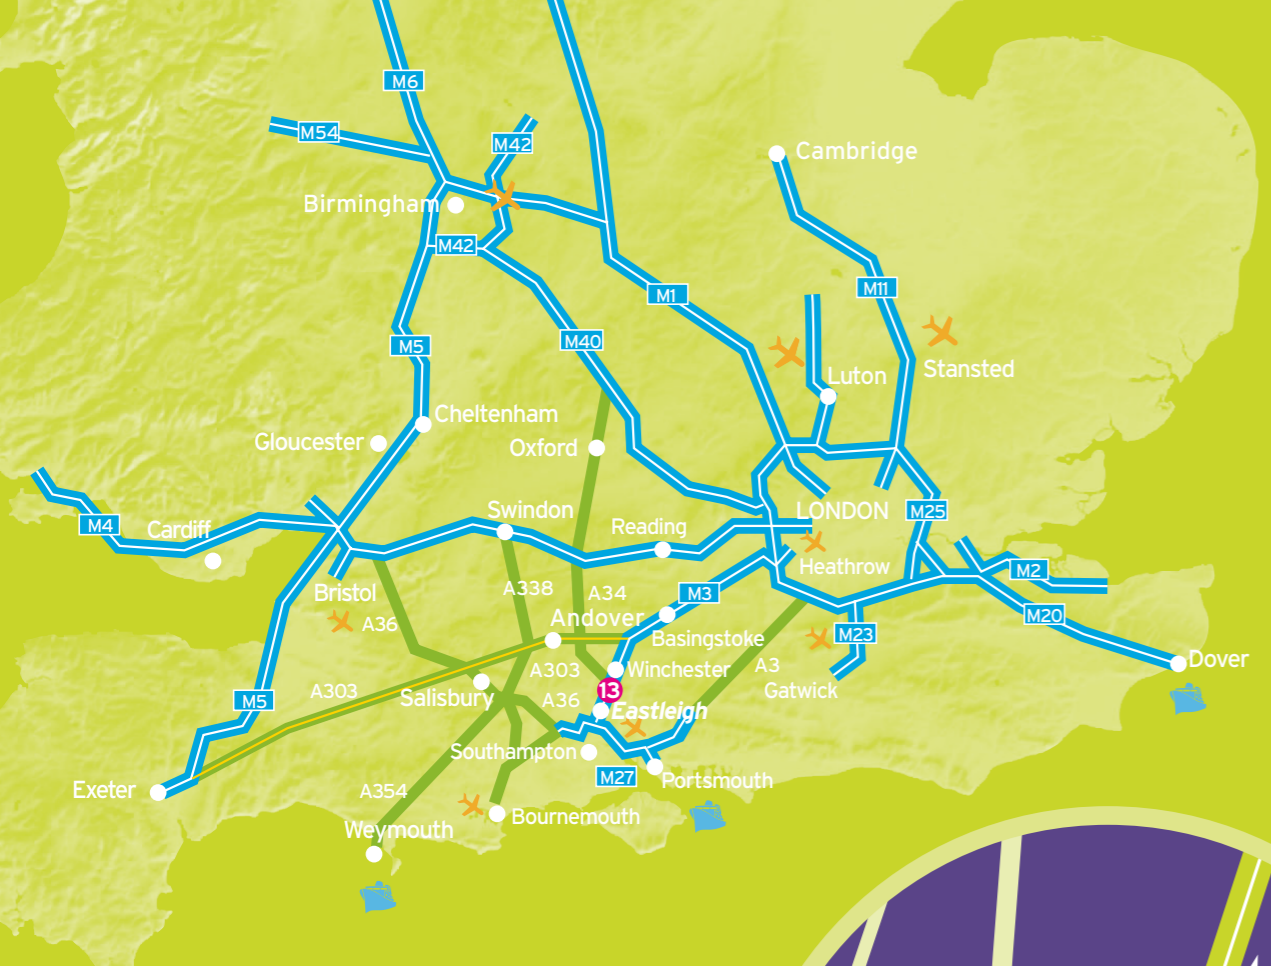 M6
M54
M42
Cambridge
Birmingham
M42
M11
M1
M40
M5
Stansted
Luton
Cheltenham
Gloucester
Oxford
Swindon
LONDON
M25
M4
Cardiff
Reading
Heathrow
M2
A338
A34
M3
Bristol
M20
Andover
A36
M23
Basingstoke
Dover
A303
Winchester
A3
Gatwick
A303
13
M5
Salisbury
A36
Eastleigh
Southampton
M27
Portsmouth
Exeter
A354
Bournemouth
Weymouth